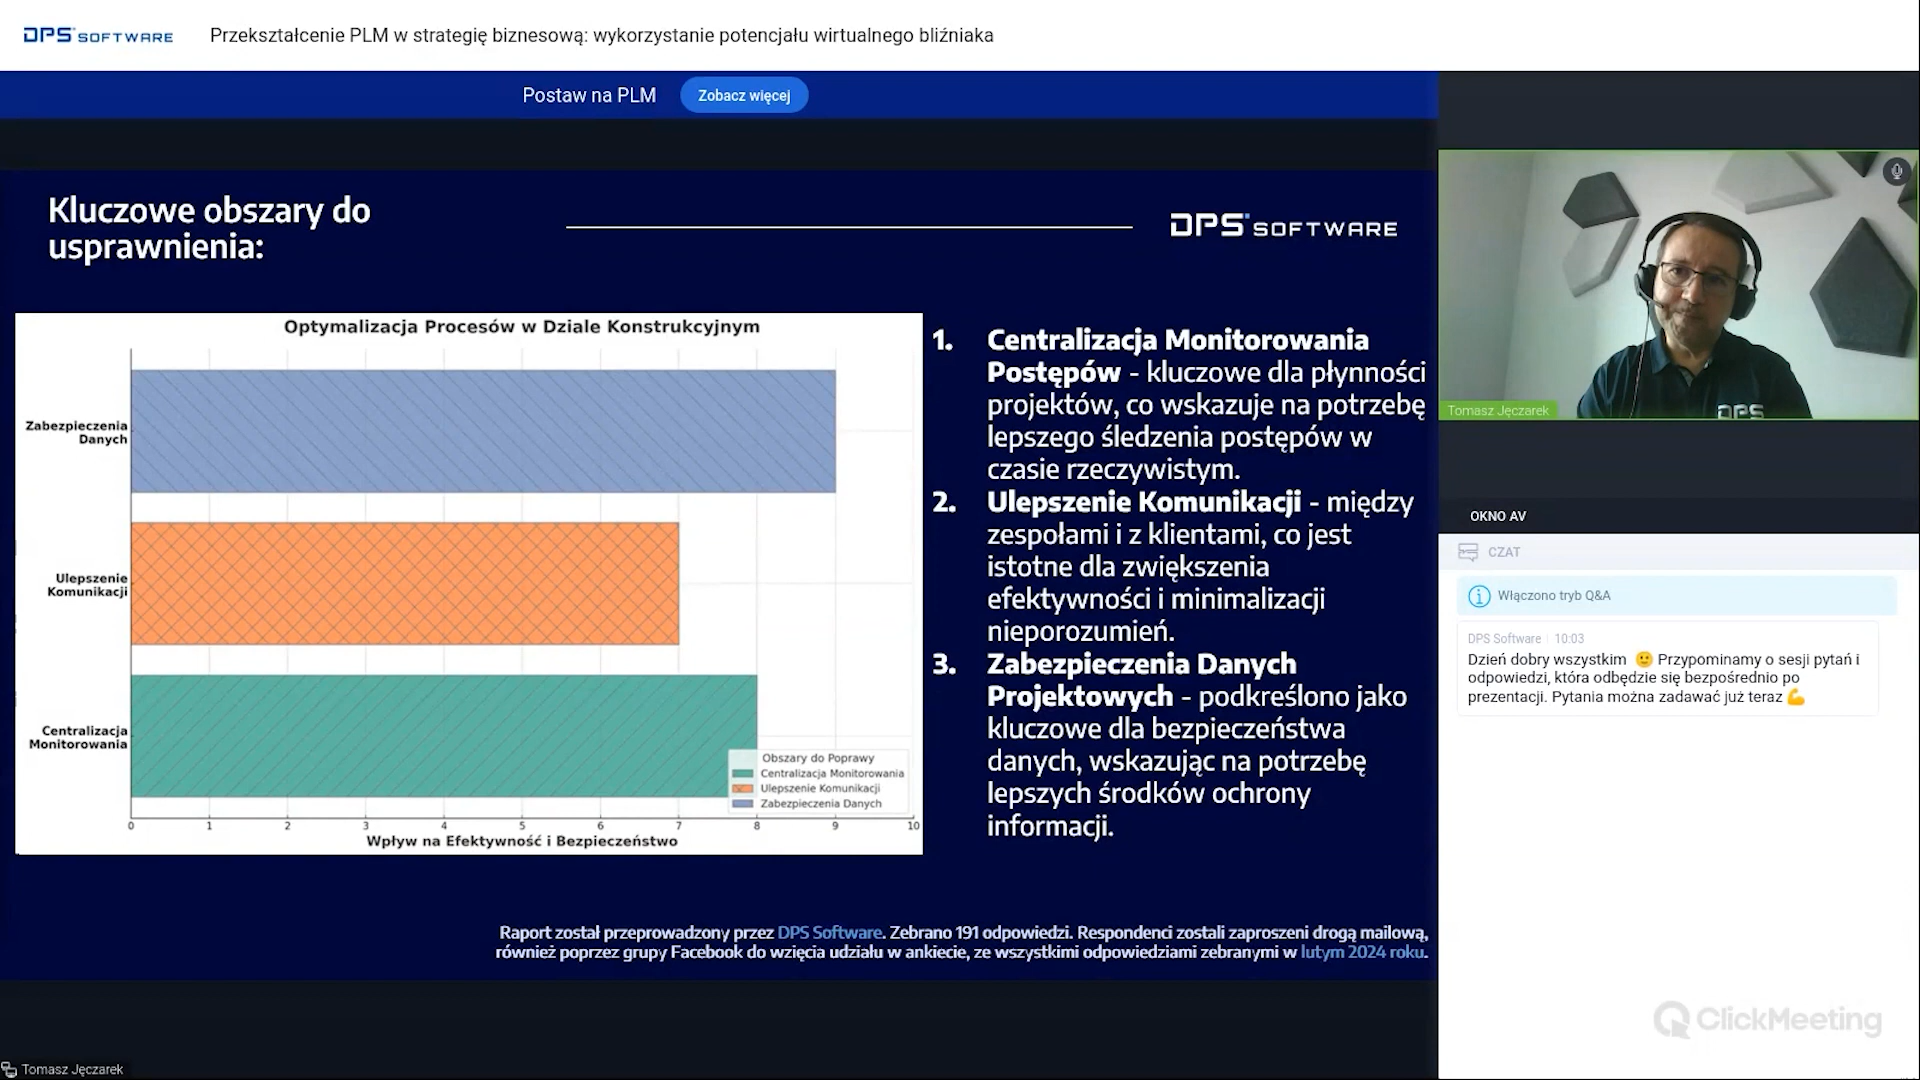 DPS SOFTWARE
Przekształcenie PLM w strategię biznesową: wykorzystanie potencjału wirtualnego bliźniaka
Postaw na PLM
Zobacz więcej
Kluczowe obszary do
usprawnienia:
DPS SOFTWARE
Optymalizacja Procesów w Dziale Konstrukcyjnym
Zabezpieczenia
Danych
Ulepszenie
Komunikacji
Centralizacja
Monitorowania
Obszary do Poprawy
Centralizacja Monitorowania
Ulepszenie Komunikacji
Zabezpieczenia Danych
0 1 2 3 4 5 6 7 8 9 10
Wpływ na Efektywność i Bezpieczeństwo
1. Centralizacja Monitorowania
Postępów - kluczowe dla płynności
projektów, co wskazuje na potrzebę
lepszego śledzenia postępów w
czasie rzeczywistym.
2. Ulepszenie Komunikacji - między
zespołami i z klientami, co jest
istotne dla zwiększenia
efektywności i minimalizacji
nieporozumień.
3. Zabezpieczenia Danych
Projektowych - podkreślono jako
kluczowe dla bezpieczeństwa
danych, wskazując na potrzebę
lepszych środków ochrony
informacji.
Raport został przeprowadzony przez DPS Software. Zebrano 191 odpowiedzi. Respondenci zostali zaproszeni drogą mailową,
również poprzez grupy Facebook do wzięcia udziału w ankiecie, ze wszystkimi odpowiedziami zebranymi w lutym 2024 roku.
Tomasz Jęczarek
DPS
Tomasz Jęczarek
OKNO AV
CZAT
Włączono tryb Q&A
DPS Software 10:03
Dzień dobry wszystkim 🙂 Przypominamy o sesji pytań i
odpowiedzi, która odbędzie się bezpośrednio po
prezentacji. Pytania można zadawać już teraz 💪
ClickMeeting